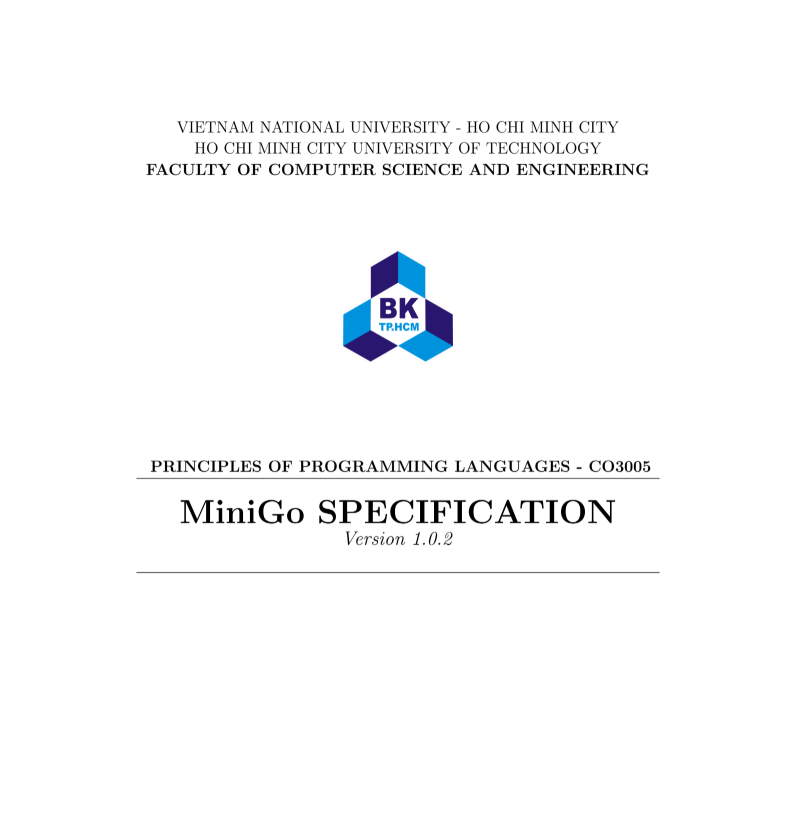 VIETNAM NATIONAL UNIVERSITY - HO CHI MINH CITY
HO CHI MINH CITY UNIVERSITY OF TECHNOLOGY
FACULTY OF COMPUTER SCIENCE AND ENGINEERING
BK
TP.HCM
PRINCIPLES OF PROGRAMMING LANGUAGES - CO3005
MiniGo SPECIFICATION
Version 1.0.2